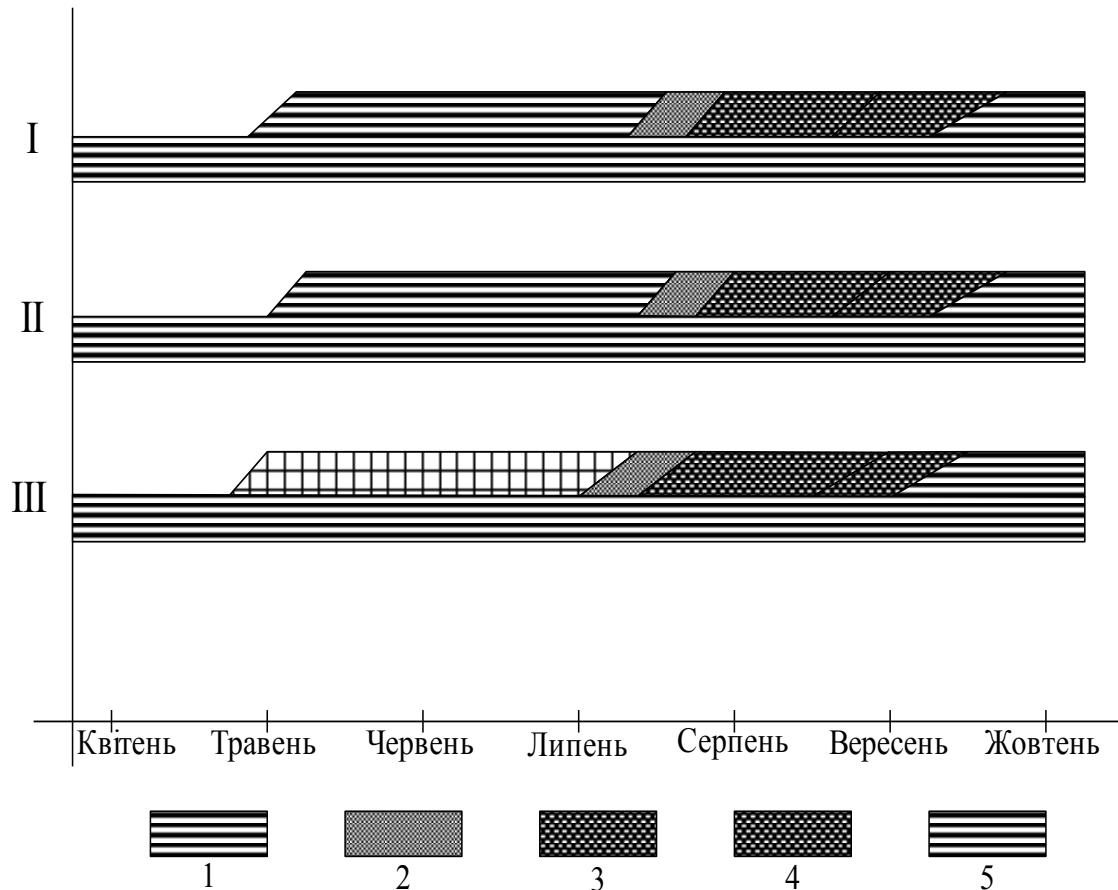 I
II
III
Квітень Травень Червень Липень Серпень Вересень Жовтень
1 2 3 4 5